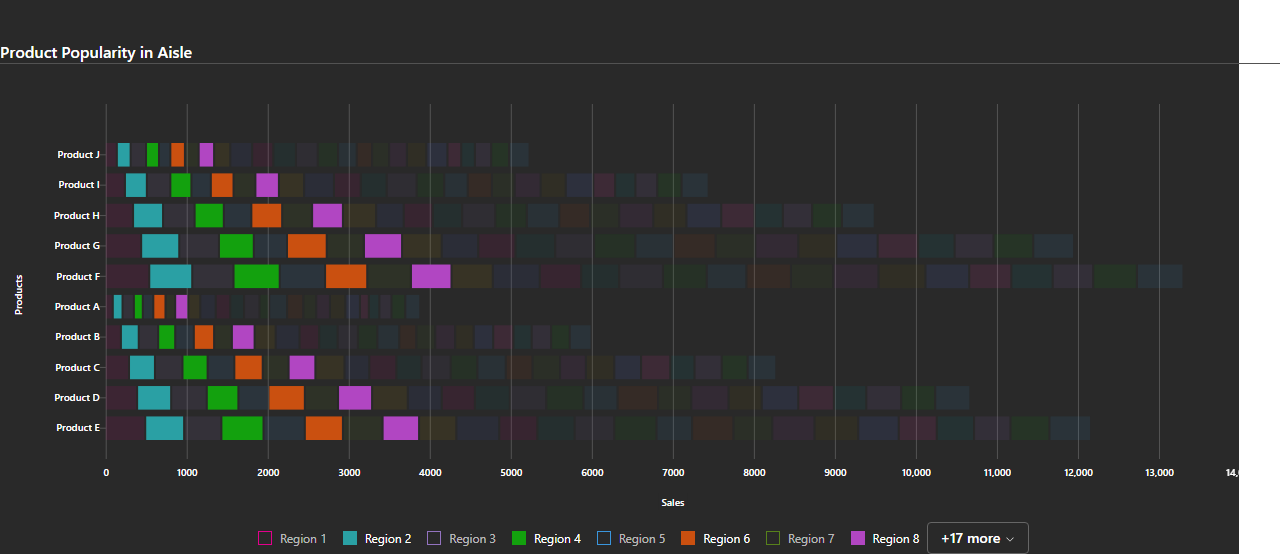 Product Popularity in Aisle
Product J
Product I
Product H
Product G
Product F
Product A
Product B
Product C
Product D
Product E
Products
0 1000 2000 3000 4000 5000 6000 7000 8000 9000 10,000 11,000 12,000 13,000 14,
Sales
Region 1 Region 2 Region 3 Region 4 Region 5 Region 6 Region 7 Region 8 +17 more